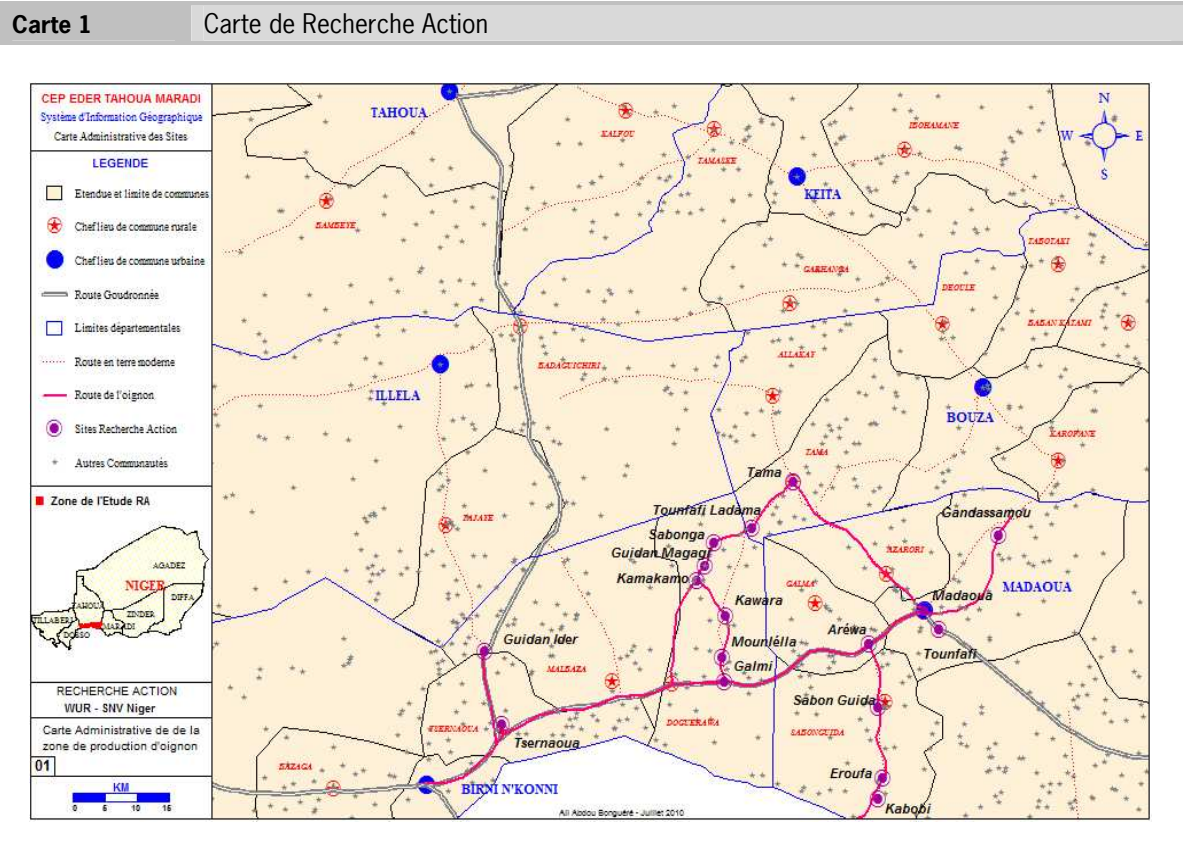 Carte 1
Carte de Recherche Action
CEP EDER TAHOUA MARADI
Système d'Information Géographique
Carte Administrative des Sites
LEGENDE
Etendue et limite de communes
Chef lieu de commune rurale
Chef lieu de commune urbaine
Route Goudronnée
Limites départementales
Route en terre moderne
Route de l'oignon
Sites Recherche Action
Autres Communautés
Zone de l'Etude RA
AGADEZ
NIGER
DIFFA
TAHOUA
ZINDER
TILLABERI
MARADI
DOSSO
RECHERCHE ACTION
WUR - SNV Niger
Carte Administrative de de la
zone de production d'oignon
01
KM
0 5 10 15
N
W E
S
TAHOUA
KALFOU
TAMASKE
IBOHAMANE
KEITA
BAMBEYE
TABOTAKI
GARHANGA
DEOULE
BABAN KATAMI
ALLAKAY
BADAGUICHIRI
ILLELA
BOUZA
KAROFANE
TAMA
Tama
TAJAYE
Tounfafi Ladama
Gandassamou
Sabonga
Guidan Magagi
AZARORI
Kamakamo
GALMA
MADAOUA
Madaoua
Kawara
Aréwa
Guidan Ider
Mounléila
Tounfafi
MALBAZA
Galmi
Sabon Guida
DOGUERAWA
SABONGUIDA
TSERNAOUA
Tsernaoua
BAZAGA
BIRNI N'KONNI
Eroufa
Kabobi
Ali Abdou Bonguéré - Juillet 2010